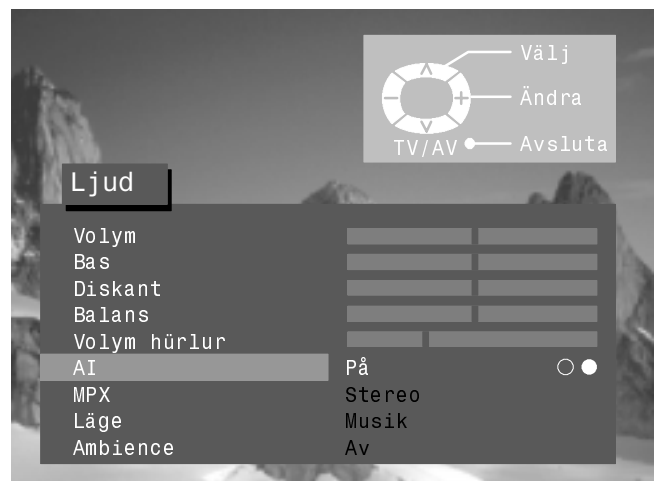 Välj
Ändra
TV/AV Avsluta
Ljud
Volym
Bas
Diskant
Balans
Volym hürlur
AI På
MPX Stereo
Läge Musik
Ambience Av